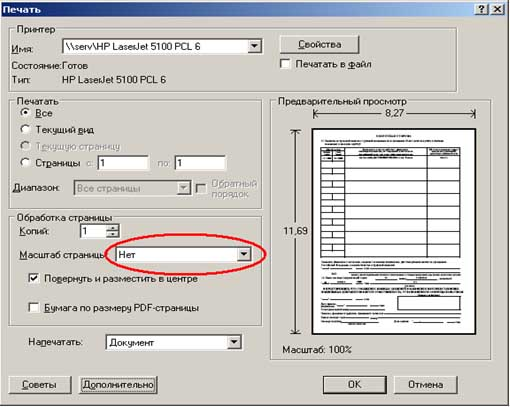 Печать
Принтер
Имя: \\serv\HP LaserJet 5100 PCL 6
Свойства
Состояние: Готов
Печатать в файл
Тип: HP LaserJet 5100 PCL 6
Печатать
Все
Текущий вид
Текущую страницу
Страницы с: 1 по: 1
Диапазон: Все страницы
Обратный порядок
Обработка страницы
Копий: 1
Масштаб страницы Нет
Повернуть и разместить в центре
Бумага по размеру PDF-страницы
Напечатать: Документ
Предварительный просмотр
8,27
11,69
Масштаб: 100%
Советы
Дополнительно
OK
Отмена